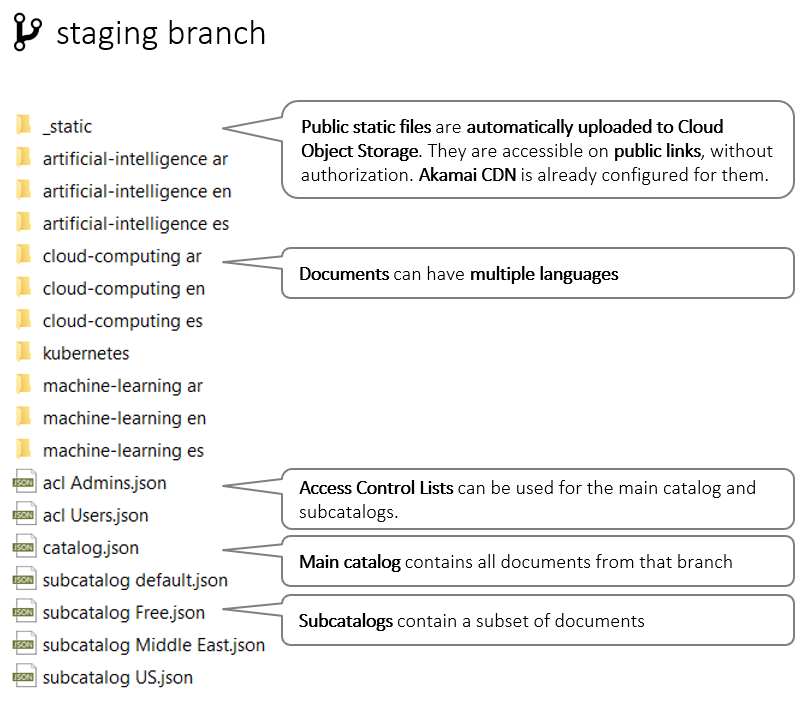 staging branch
_static
artificial-intelligence ar
artificial-intelligence en
artificial-intelligence es
cloud-computing ar
cloud-computing en
cloud-computing es
kubernetes
machine-learning ar
machine-learning en
machine-learning es
JSON acl Admins.json
JSON acl Users.json
JSON catalog.json
JSON subcatalog default.json
JSON subcatalog Free.json
JSON subcatalog Middle East.json
JSON subcatalog US.json
Public static files are automatically uploaded to Cloud
Object Storage. They are accessible on public links, without
authorization. Akamai CDN is already configured for them.
Documents can have multiple languages
Access Control Lists can be used for the main catalog and
subcatalogs.
Main catalog contains all documents from that branch
Subcatalogs contain a subset of documents